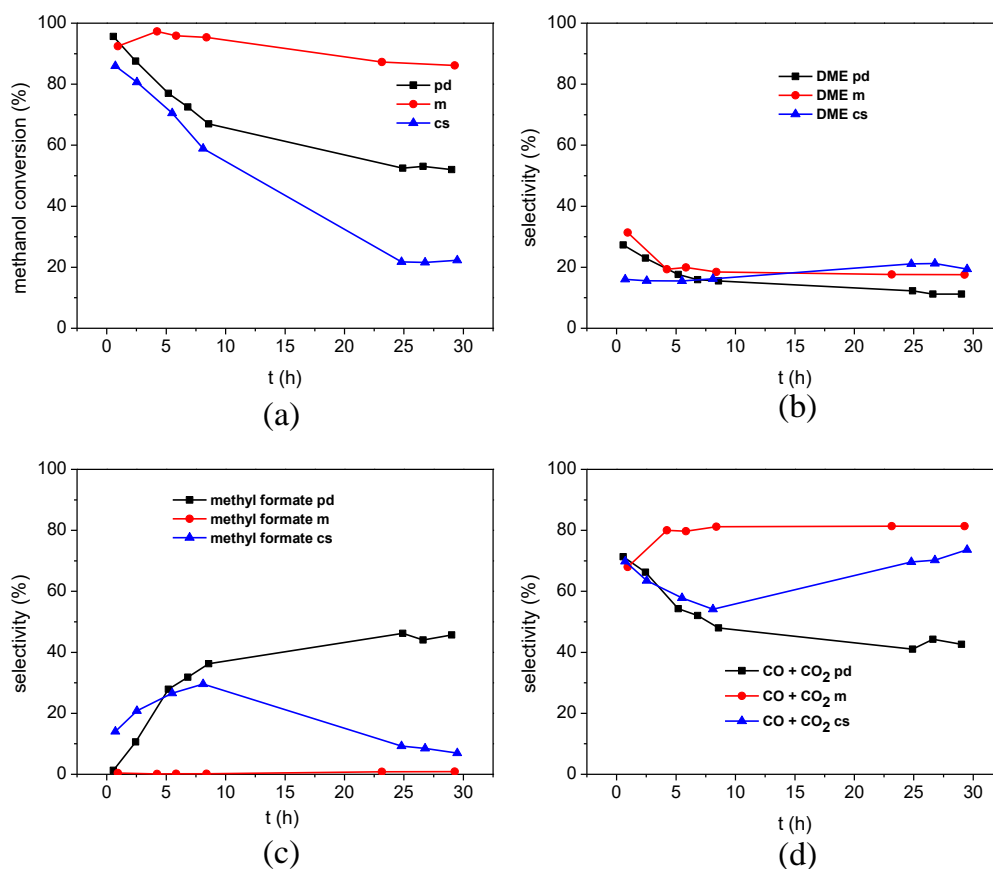 100
80
60
40
20
0
methanol conversion (%)
pd
m
cs
0 5 10 15 20 25 30
t (h)
(a)
100
80
60
40
20
0
selectivity (%)
DME pd
DME m
DME cs
0 5 10 15 20 25 30
t (h)
(b)
100
80
60
40
20
0
selectivity (%)
methyl formate pd
methyl formate m
methyl formate cs
0 5 10 15 20 25 30
t (h)
(c)
100
80
60
40
20
0
selectivity (%)
CO + CO₂ pd
CO + CO₂ m
CO + CO₂ cs
0 5 10 15 20 25 30
t (h)
(d)